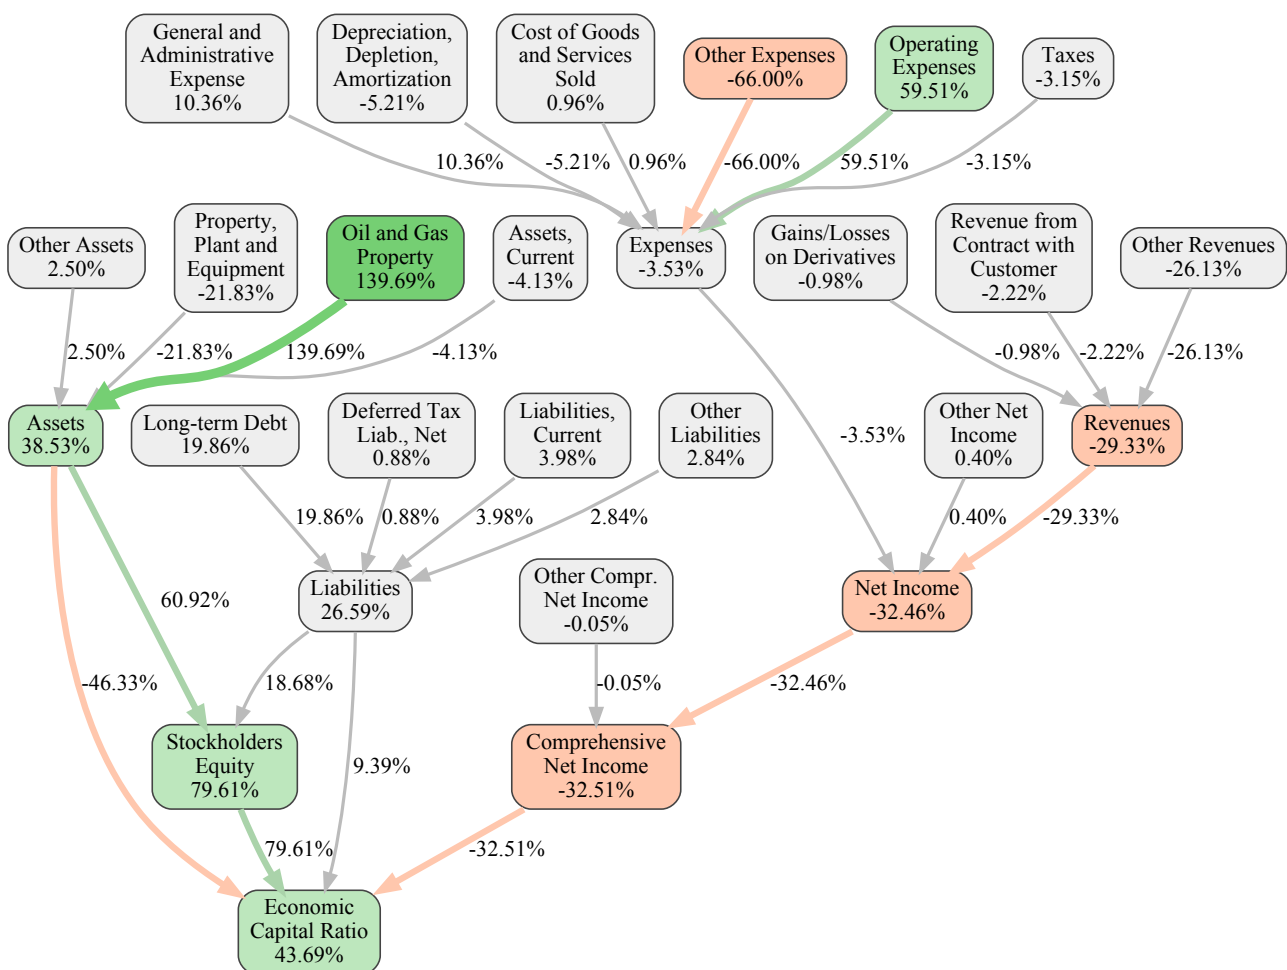 General and
Administrative
Expense
10.36%
Depreciation,
Depletion,
Amortization
-5.21%
Cost of Goods
and Services
Sold
0.96%
Other Expenses
-66.00%
Operating
Expenses
59.51%
Taxes
-3.15%
10.36%
-5.21%
0.96%
-66.00%
59.51%
-3.15%
Other Assets
2.50%
Property,
Plant and
Equipment
-21.83%
Oil and Gas
Property
139.69%
Assets,
Current
-4.13%
Expenses
-3.53%
Gains/Losses
on Derivatives
-0.98%
Revenue from
Contract with
Customer
-2.22%
Other Revenues
-26.13%
2.50%
-21.83%
139.69%
-4.13%
-0.98%
-2.22%
-26.13%
Assets
38.53%
Long-term Debt
19.86%
Deferred Tax
Liab., Net
0.88%
Liabilities,
Current
3.98%
Other
Liabilities
2.84%
-3.53%
Other Net
Income
0.40%
Revenues
-29.33%
19.86%
0.88%
3.98%
2.84%
0.40%
-29.33%
60.92%
Liabilities
26.59%
Other Compr.
Net Income
-0.05%
Net Income
-32.46%
-46.33%
18.68%
-0.05%
-32.46%
Stockholders
Equity
79.61%
9.39%
Comprehensive
Net Income
-32.51%
79.61%
-32.51%
Economic
Capital Ratio
43.69%